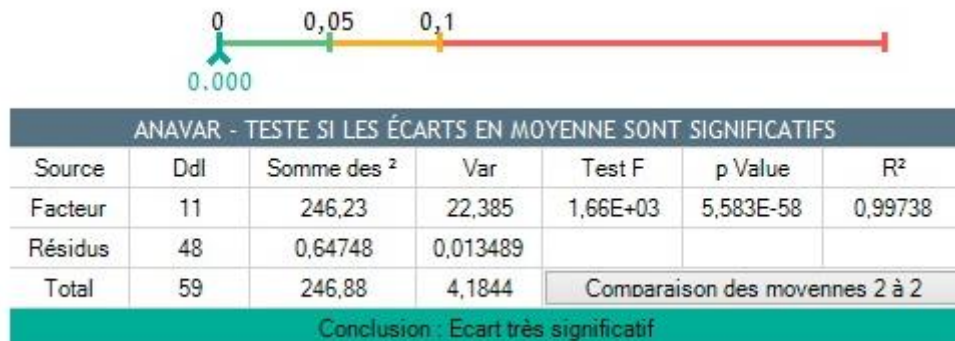 0 0,05 0,1
0.000
ANAVAR - TESTE SI LES ÉCARTS EN MOYENNE SONT SIGNIFICATIFS
Source Ddl Somme des ² Var Test F p Value R²
Facteur 11 246,23 22,385 1,66E+03 5,583E-58 0,99738
Résidus 48 0,64748 0,013489
Total 59 246,88 4,1844 Comparaison des moyennes 2 à 2
Conclusion : Ecart très significatif